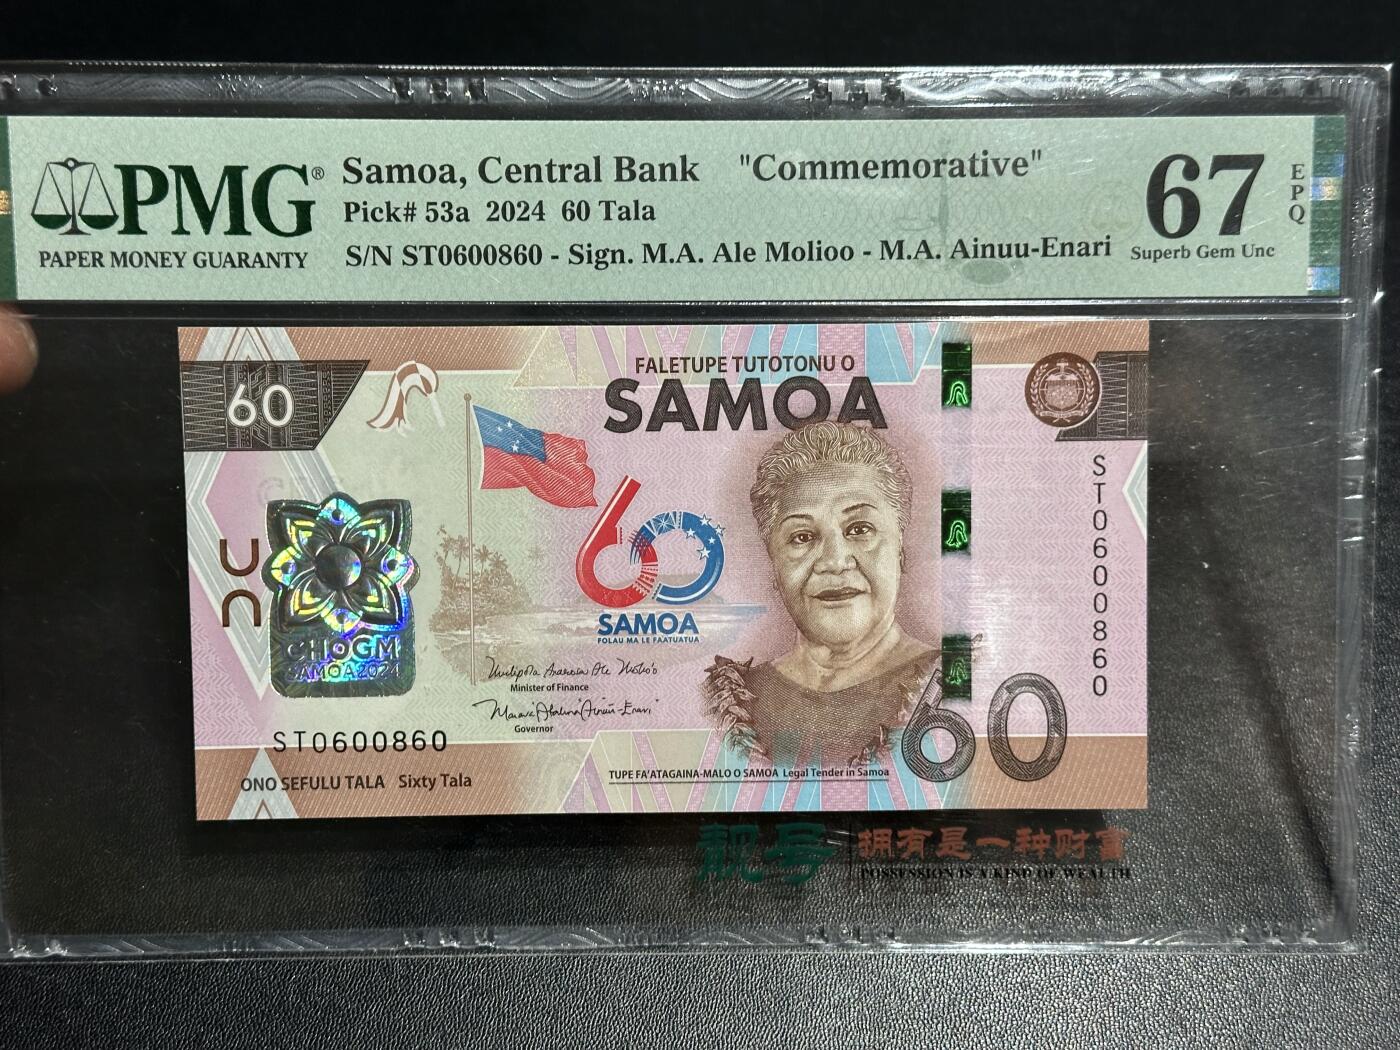 PMG®
PAPER MONEY GUARANTY
Samoa, Central Bank "Commemorative"
Pick# 53a 2024 60 Tala
S/N ST0600860 - Sign. M.A. Ale Molioo - M.A. Ainuu-Enari
67
Superb Gem Unc
EPQ
60
FALETUPE TUTOTONU O
SAMOA
60
SAMOA
FOLAU MA LE FAATUATUA
CHOGM
SAMOA2024
Minister of Finance
Governor
ST0600860
ST0600860
60
ONO SEFULU TALA Sixty Tala
TUPE FA'ATAGAINA-MALO O SAMOA Legal Tender in Samoa
靓号
拥有是一种财富
POSSESSION IS A KIND OF WEALTH